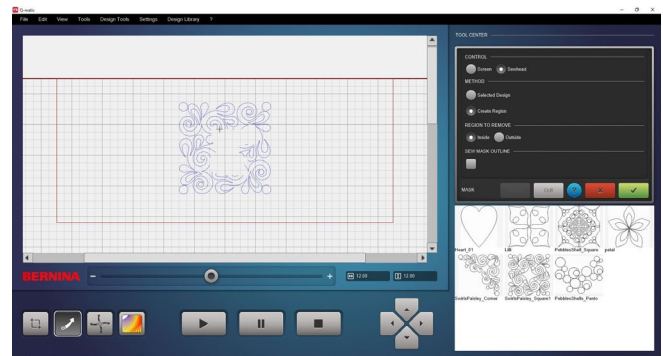 Q-matic
File Edit View Tools Design Tools Settings Design Library ?
TOOL CENTER
CONTROL
Screen Sewhead
METHOD
Selected Design
Create Region
REGION TO REMOVE
Inside Outside
SEW MASK OUTLINE
MASK
?
Heart_01 Lilli PebblesShell_Square petal
SwirlsPaisley_Corner SwirlsPaisley_Square1 PebblesShells_Panto
BERNINA - + 12.00 12.00